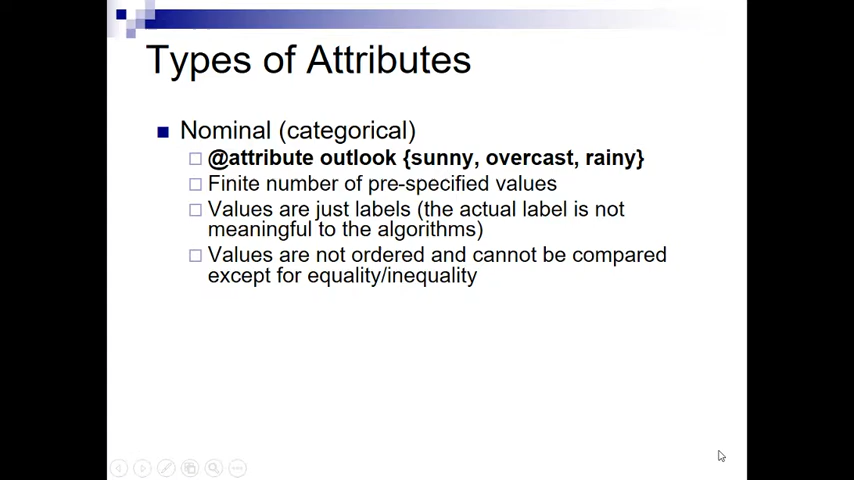 Types of Attributes
Nominal (categorical)
@attribute outlook {sunny, overcast, rainy}
Finite number of pre-specified values
Values are just labels (the actual label is not
meaningful to the algorithms)
Values are not ordered and cannot be compared
except for equality/inequality